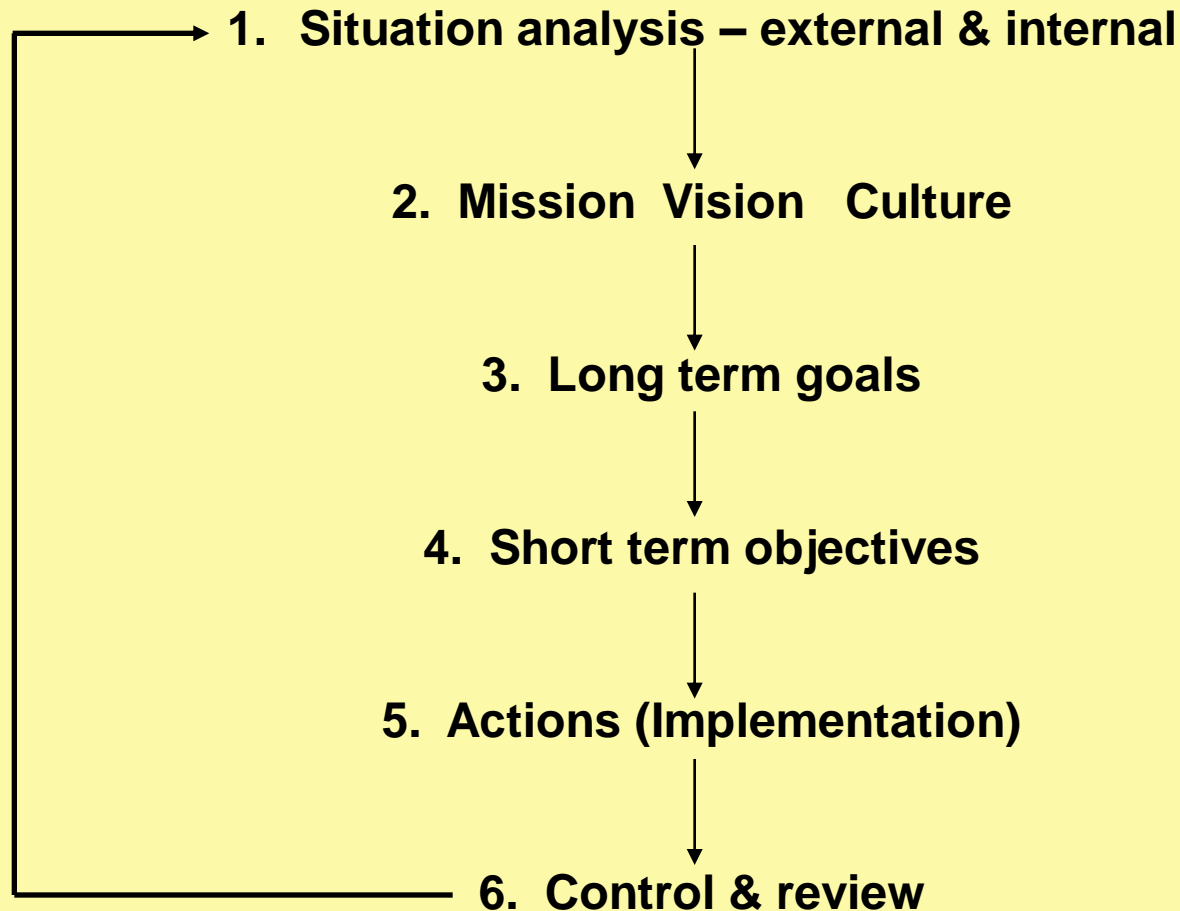 1. Situation analysis – external & internal
2. Mission Vision Culture
3. Long term goals
4. Short term objectives
5. Actions (Implementation)
6. Control & review